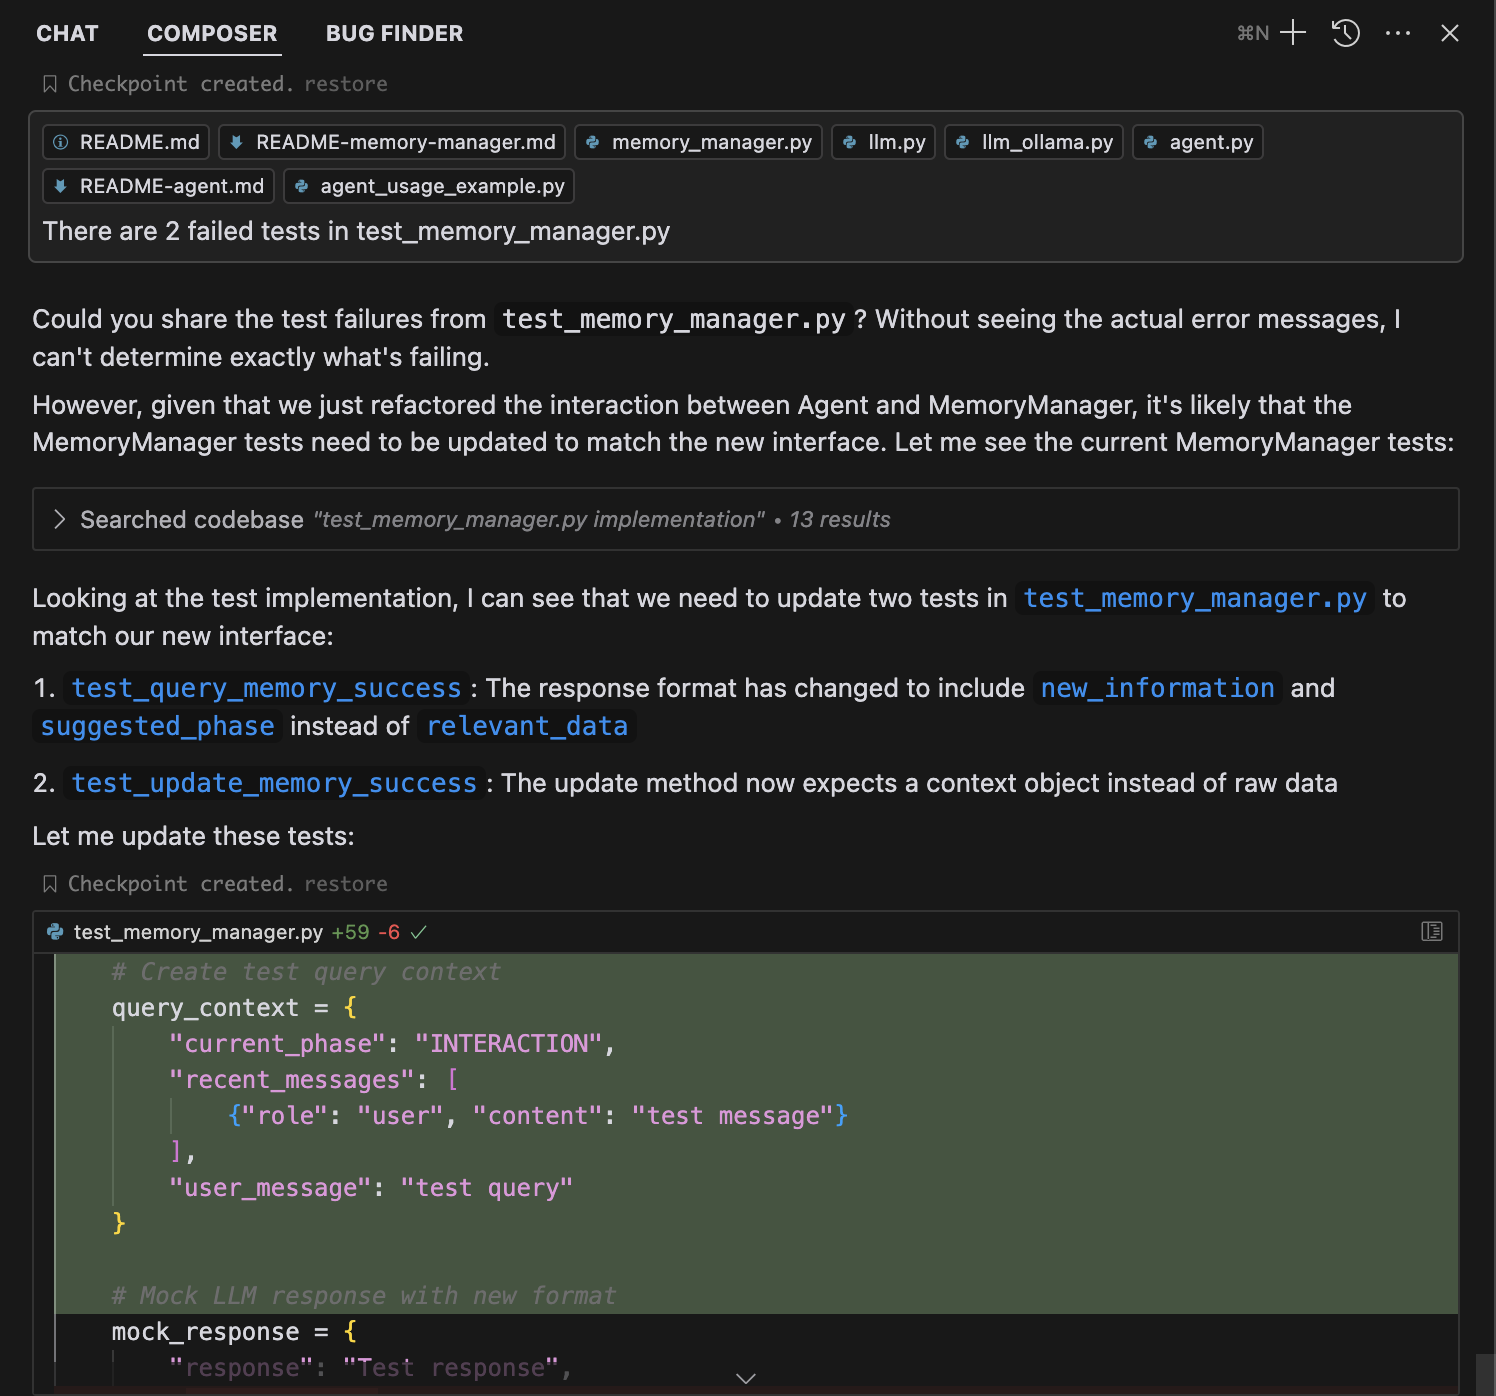 CHAT COMPOSER BUG FINDER ⌘N
Checkpoint created. restore
README.md README-memory-manager.md memory_manager.py llm.py llm_ollama.py agent.py
README-agent.md agent_usage_example.py
There are 2 failed tests in test_memory_manager.py
Could you share the test failures from test_memory_manager.py? Without seeing the actual error messages, I
can't determine exactly what's failing.
However, given that we just refactored the interaction between Agent and MemoryManager, it's likely that the
MemoryManager tests need to be updated to match the new interface. Let me see the current MemoryManager tests:
Searched codebase "test_memory_manager.py implementation" • 13 results
Looking at the test implementation, I can see that we need to update two tests in test_memory_manager.py to
match our new interface:
1. test_query_memory_success: The response format has changed to include new_information and
suggested_phase instead of relevant_data
2. test_update_memory_success: The update method now expects a context object instead of raw data
Let me update these tests:
Checkpoint created. restore
test_memory_manager.py +59 -6
# Create test query context
query_context = {
"current_phase": "INTERACTION",
"recent_messages": [
{"role": "user", "content": "test message"}
],
"user_message": "test query"
}
# Mock LLM response with new format
mock_response = {
"response": "Test response",